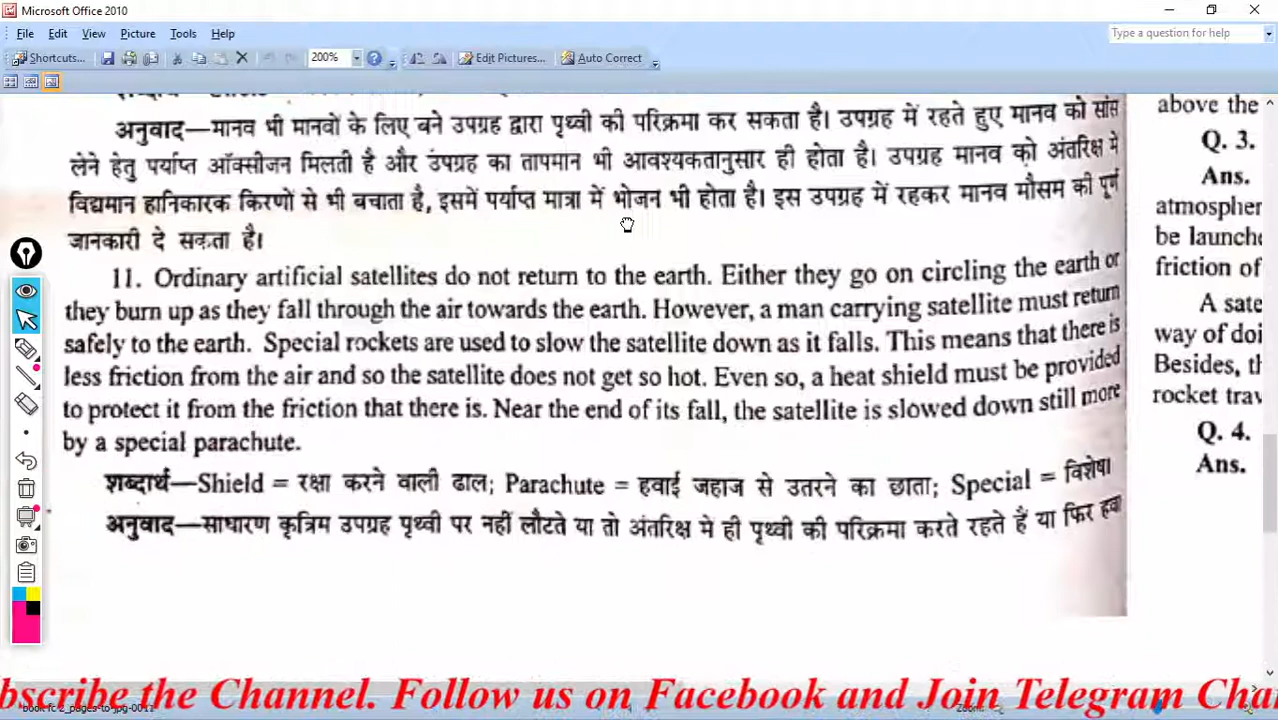 Microsoft Office 2010
File Edit View Picture Tools Help
Type a question for help
Shortcuts... 200% Edit Pictures... Auto Correct
अनुवाद—मानव भी मानवों के लिए बने उपग्रह द्वारा पृथ्वी की परिक्रमा कर सकता है। उपग्रह में रहते हुए मानव को सांस
लेने हेतु पर्याप्त ऑक्सीजन मिलती है और उपग्रह का तापमान भी आवश्यकतानुसार ही होता है। उपग्रह मानव को अंतरिक्ष मे
विद्यमान हानिकारक किरणों से भी बचाता है, इसमें पर्याप्त मात्रा में भोजन भी होता है। इस उपग्रह में रहकर मानव मौसम की पूर्ण
जानकारी दे सकता है।
11. Ordinary artificial satellites do not return to the earth. Either they go on circling the earth or
they burn up as they fall through the air towards the earth. However, a man carrying satellite must return
safely to the earth. Special rockets are used to slow the satellite down as it falls. This means that there is
less friction from the air and so the satellite does not get so hot. Even so, a heat shield must be provided
to protect it from the friction that there is. Near the end of its fall, the satellite is slowed down still more
by a special parachute.
शब्दार्थ—Shield = रक्षा करने वाली ढाल; Parachute = हवाई जहाज से उतरने का छाता; Special = विशेष
अनुवाद—साधारण कृत्रिम उपग्रह पृथ्वी पर नहीं लौटते या तो अंतरिक्ष मे ही पृथ्वी की परिक्रमा करते रहते हैं या फिर हवा
above the
Q. 3.
Ans.
atmospher
be launche
friction of
A sate
way of doi
Besides, th
rocket trav
Q. 4.
Ans.
bscribe the Channel. Follow us on Facebook and Join Telegram Chan